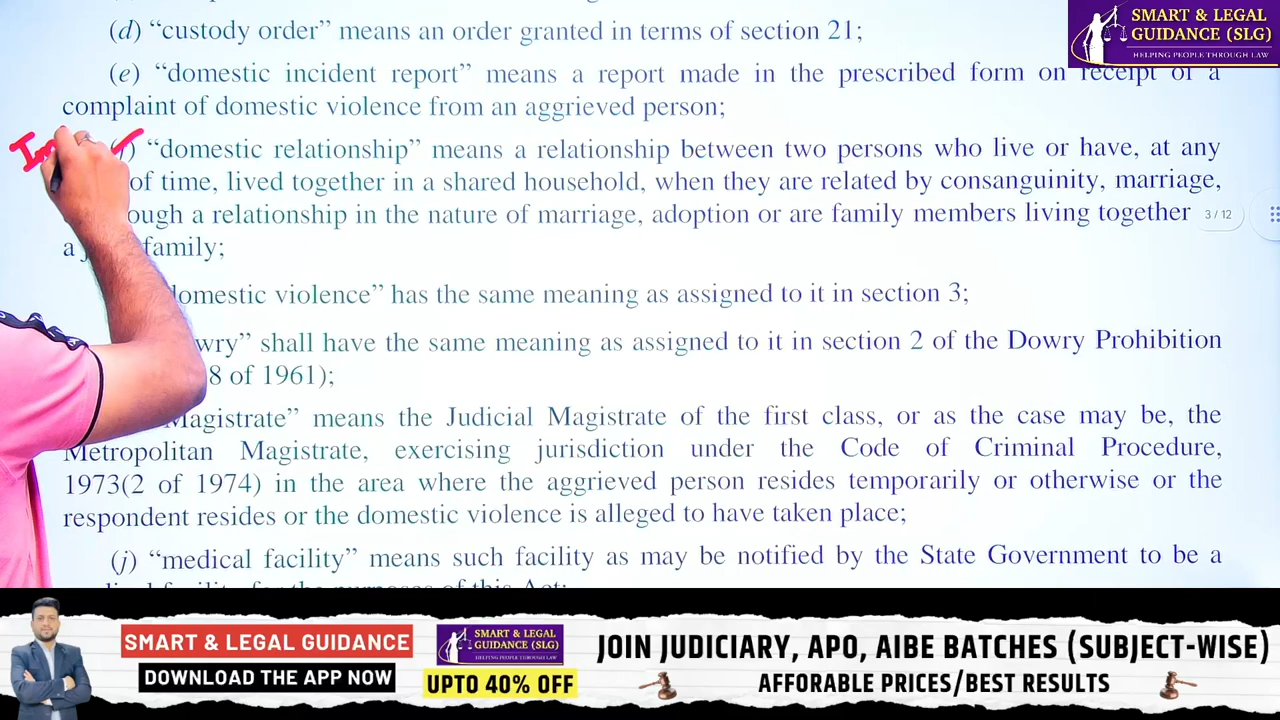 (d) “custody order” means an order granted in terms of section 21;
SMART & LEGAL
GUIDANCE (SLG)
HELPING PEOPLE THROUGH LAW
(e) “domestic incident report” means a report made in the prescribed form on receipt of a
complaint of domestic violence from an aggrieved person;
“domestic relationship” means a relationship between two persons who live or have, at any
of time, lived together in a shared household, when they are related by consanguinity, marriage,
a relationship in the nature of marriage, adoption or are family members living together
3 / 12
a family;
domestic violence” has the same meaning as assigned to it in section 3;
shall have the same meaning as assigned to it in section 2 of the Dowry Prohibition
8 of 1961);
Magistrate” means the Judicial Magistrate of the first class, or as the case may be, the
Metropolitan Magistrate, exercising jurisdiction under the Code of Criminal Procedure,
1973(2 of 1974) in the area where the aggrieved person resides temporarily or otherwise or the
respondent resides or the domestic violence is alleged to have taken place;
(j) “medical facility” means such facility as may be notified by the State Government to be a
SMART & LEGAL GUIDANCE
DOWNLOAD THE APP NOW
SMART & LEGAL
GUIDANCE (SLG)
HELPING PEOPLE THROUGH LAW
UPTO 40% OFF
JOIN JUDICIARY, APO, AIBE BATCHES (SUBJECT-WISE)
AFFORABLE PRICES/BEST RESULTS